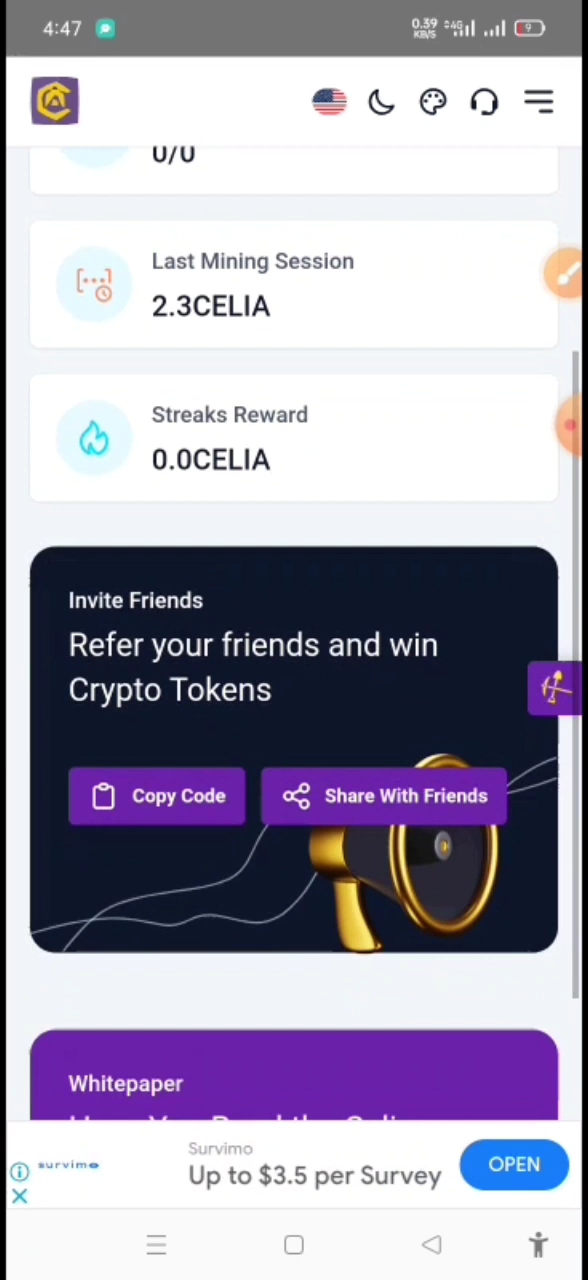 4:47
0.39
KB/S
4G
9
0/0
Last Mining Session
2.3CELIA
Streaks Reward
0.0CELIA
Invite Friends
Refer your friends and win
Crypto Tokens
Copy Code
Share With Friends
Whitepaper
survimo
Survimo
Up to $3.5 per Survey
OPEN